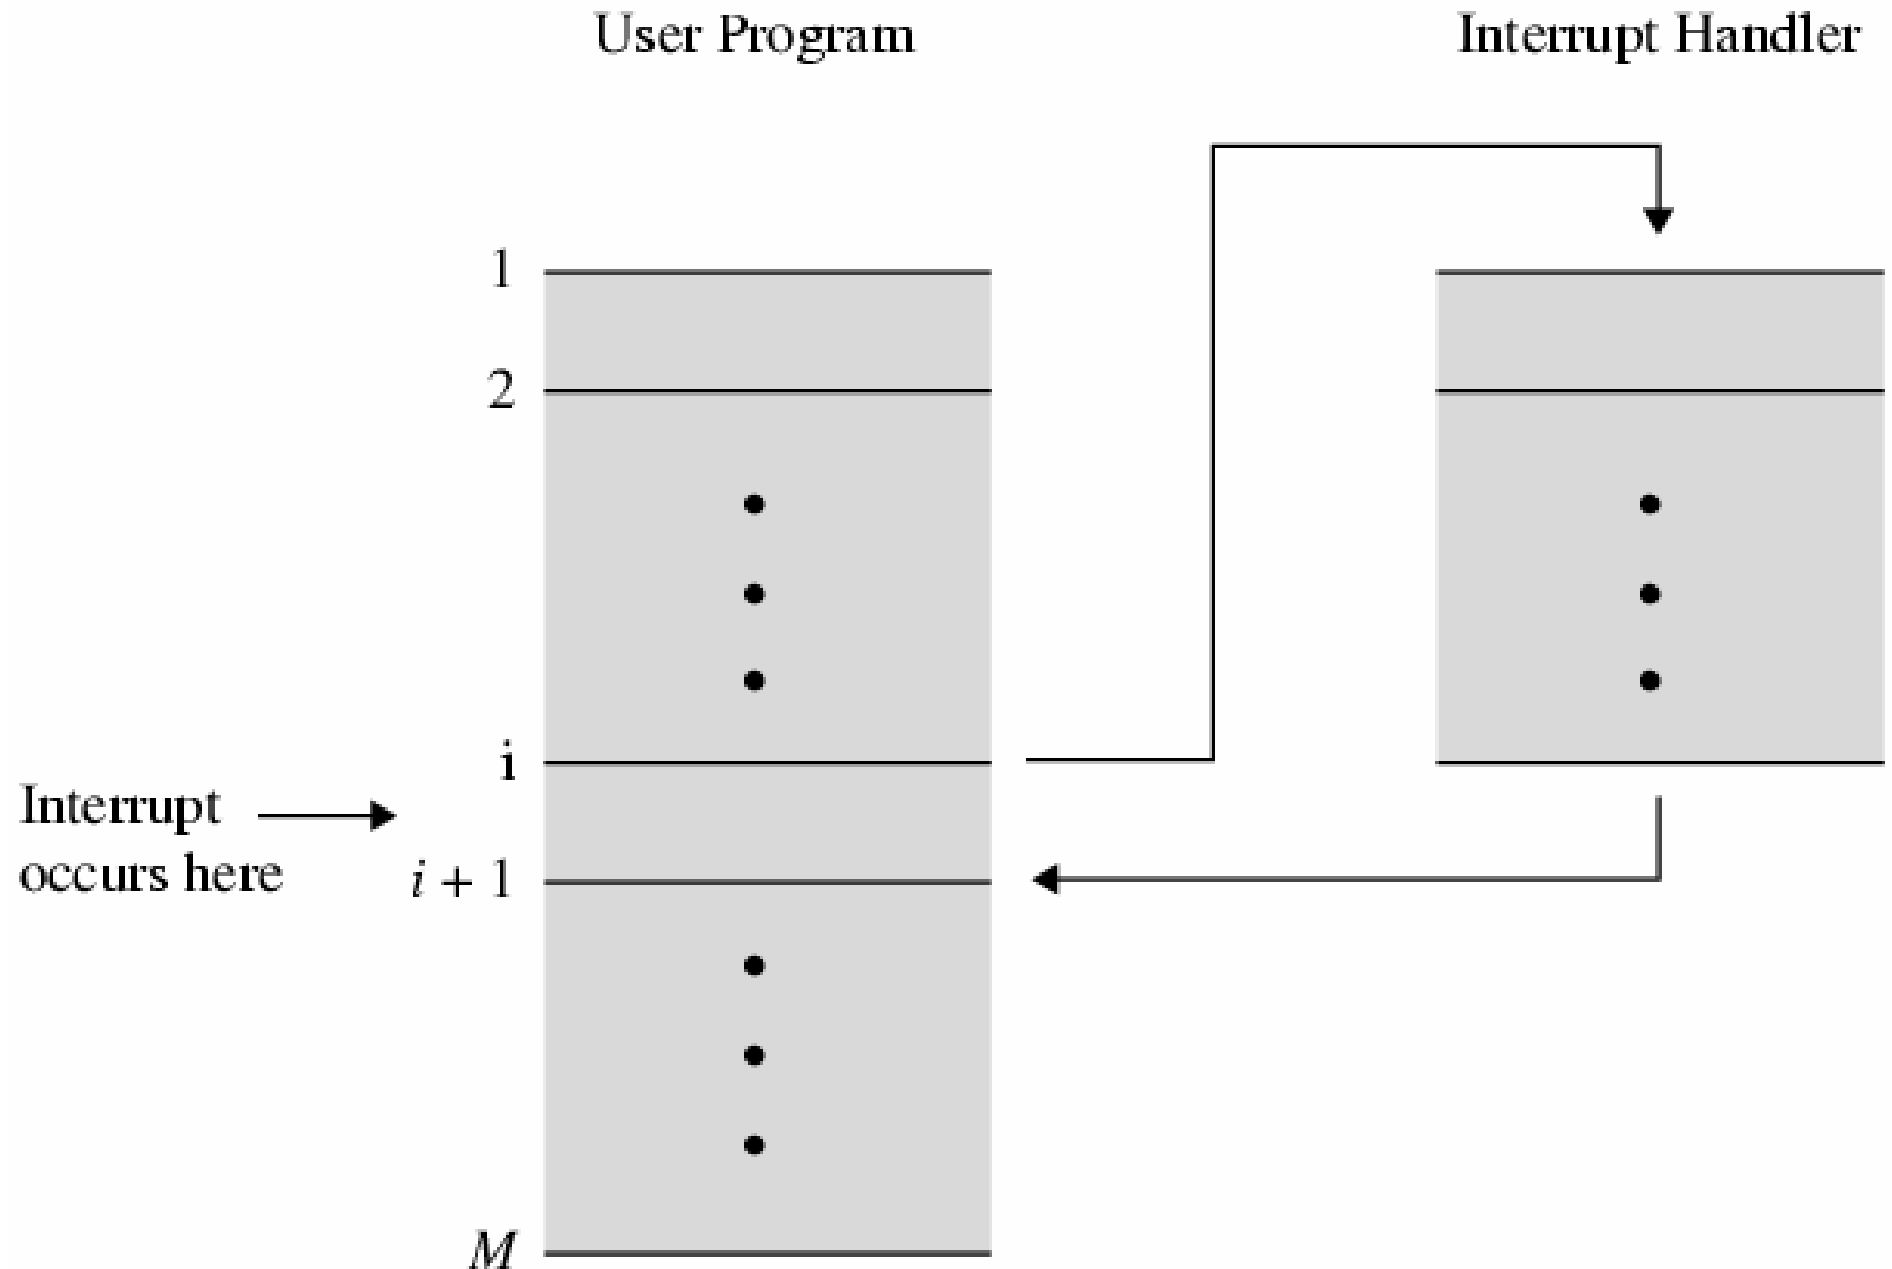 User Program
Interrupt Handler
1
2
i
Interrupt
occurs here
i + 1
M